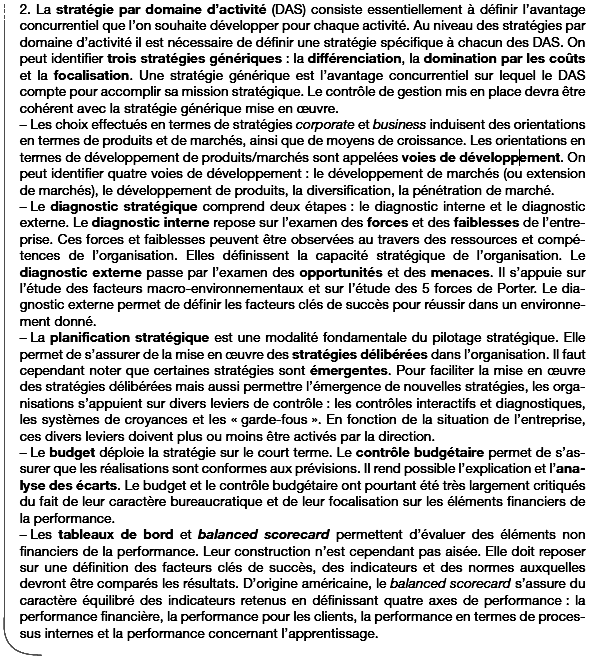 2. La stratégie par domaine d'activité (DAS) consiste essentiellement à définir l'avantage
concurrentiel que l'on souhaite développer pour chaque activité. Au niveau des stratégies par
domaine d'activité il est nécessaire de définir une stratégie spécifique à chacun des DAS. On
peut identifier trois stratégies génériques : la différenciation, la domination par les coûts
et la focalisation. Une stratégie générique est l'avantage concurrentiel sur lequel le DAS
compte pour accomplir sa mission stratégique. Le contrôle de gestion mis en place devra être
cohérent avec la stratégie générique mise en œuvre.
– Les choix effectués en termes de stratégies corporate et business induisent des orientations
en termes de produits et de marchés, ainsi que de moyens de croissance. Les orientations en
termes de développement de produits/marchés sont appelées voies de développement. On
peut identifier quatre voies de développement : le développement de marchés (ou extension
de marchés), le développement de produits, la diversification, la pénétration de marché.
– Le diagnostic stratégique comprend deux étapes : le diagnostic interne et le diagnostic
externe. Le diagnostic interne repose sur l'examen des forces et des faiblesses de l'entre-
prise. Ces forces et faiblesses peuvent être observées au travers des ressources et compé-
tences de l'organisation. Elles définissent la capacité stratégique de l'organisation. Le
diagnostic externe passe par l'examen des opportunités et des menaces. Il s'appuie sur
l'étude des facteurs macro-environnementaux et sur l'étude des 5 forces de Porter. Le dia-
gnostic externe permet de définir les facteurs clés de succès pour réussir dans un environne-
ment donné.
– La planification stratégique est une modalité fondamentale du pilotage stratégique. Elle
permet de s'assurer de la mise en œuvre des stratégies délibérées dans l'organisation. Il faut
cependant noter que certaines stratégies sont émergentes. Pour faciliter la mise en œuvre
des stratégies délibérées mais aussi permettre l'émergence de nouvelles stratégies, les orga-
nisations s'appuient sur divers leviers de contrôle : les contrôles interactifs et diagnostiques,
les systèmes de croyances et les « garde-fous ». En fonction de la situation de l'entreprise,
ces divers leviers doivent plus ou moins être activés par la direction.
– Le budget déploie la stratégie sur le court terme. Le contrôle budgétaire permet de s'as-
surer que les réalisations sont conformes aux prévisions. Il rend possible l'explication et l'ana-
lyse des écarts. Le budget et le contrôle budgétaire ont pourtant été très largement critiqués
du fait de leur caractère bureaucratique et de leur focalisation sur les éléments financiers de
la performance.
– Les tableaux de bord et balanced scorecard permettent d'évaluer des éléments non
financiers de la performance. Leur construction n'est cependant pas aisée. Elle doit reposer
sur une définition des facteurs clés de succès, des indicateurs et des normes auxquelles
devront être comparés les résultats. D'origine américaine, le balanced scorecard s'assure du
caractère équilibré des indicateurs retenus en définissant quatre axes de performance : la
performance financière, la performance pour les clients, la performance en termes de proces-
sus internes et la performance concernant l'apprentissage.